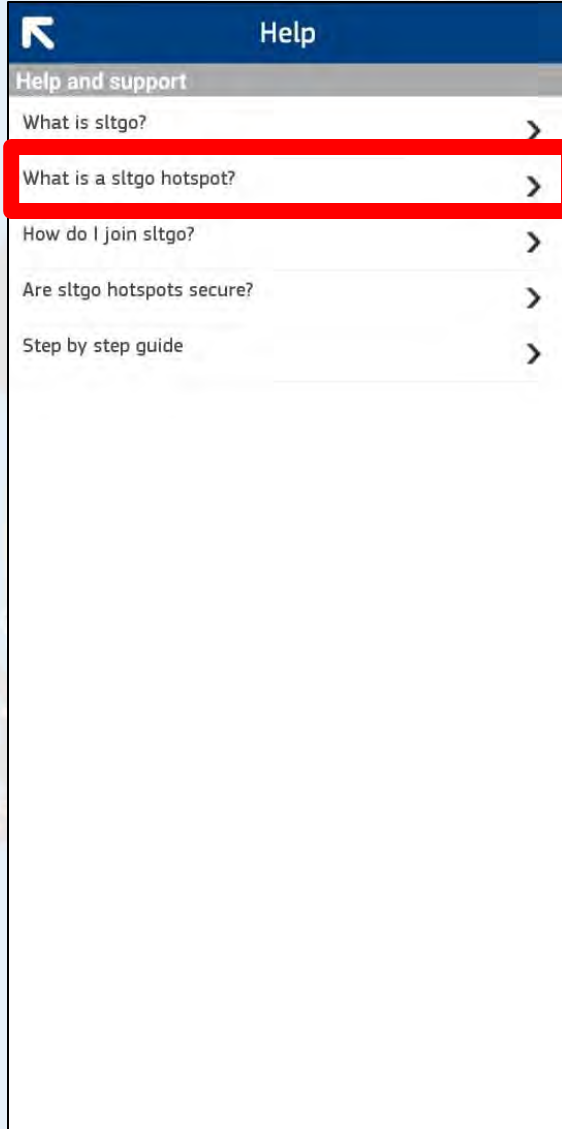 Help
Help and support
What is sltgo?
What is a sltgo hotspot?
How do I join sltgo?
Are sltgo hotspots secure?
Step by step guide